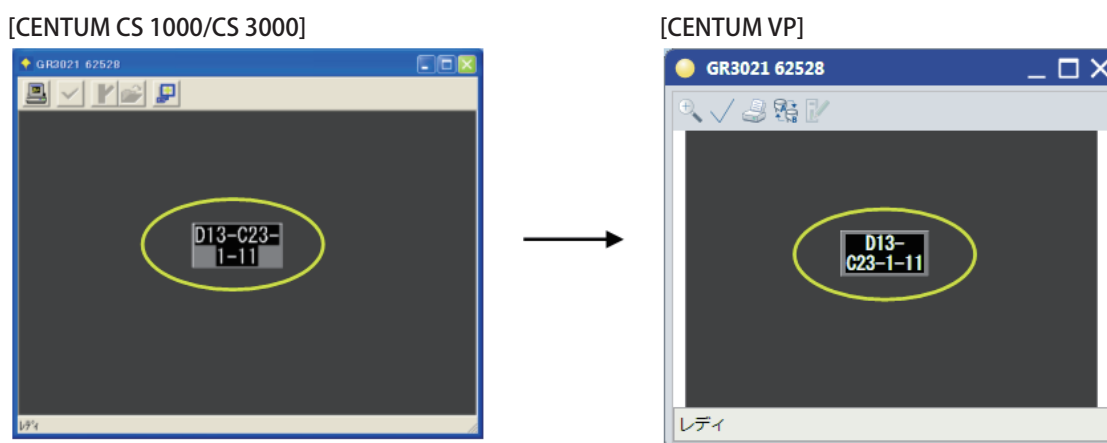 [CENTUM CS 1000/CS 3000]
[CENTUM VP]
GR3021 62528
GR3021 62528
D13-C23-
1-11
D13-
C23-1-11
レディ
レディ